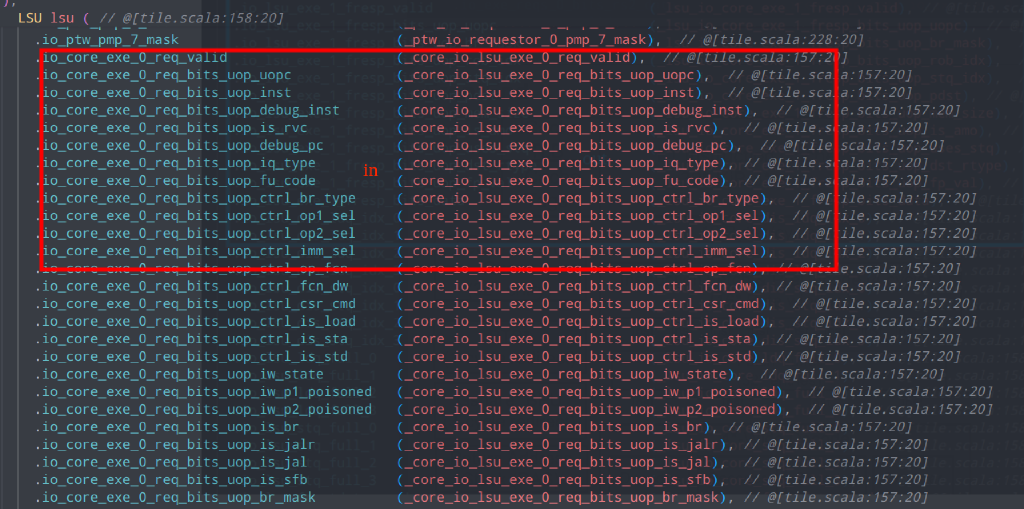 };
LSU lsu ( // @[tile.scala:158:20]
.io_ptw_pmp_7_mask (_ptw_io_requestor_0_pmp_7_mask), // @[tile.scala:228:20]
.io_core_exe_0_req_valid (_core_io_lsu_exe_0_req_valid), // @[tile.scala:157:20]
.io_core_exe_0_req_bits_uop_uopc (_core_io_lsu_exe_0_req_bits_uop_uopc), // @[tile.scala:157:20]
.io_core_exe_0_req_bits_uop_inst (_core_io_lsu_exe_0_req_bits_uop_inst), // @[tile.scala:157:20]
.io_core_exe_0_req_bits_uop_debug_inst (_core_io_lsu_exe_0_req_bits_uop_debug_inst), // @[tile.scala:157:20]
.io_core_exe_0_req_bits_uop_is_rvc (_core_io_lsu_exe_0_req_bits_uop_is_rvc), // @[tile.scala:157:20]
.io_core_exe_0_req_bits_uop_debug_pc (_core_io_lsu_exe_0_req_bits_uop_debug_pc), // @[tile.scala:157:20]
.io_core_exe_0_req_bits_uop_iq_type in (_core_io_lsu_exe_0_req_bits_uop_iq_type), // @[tile.scala:157:20]
.io_core_exe_0_req_bits_uop_fu_code (_core_io_lsu_exe_0_req_bits_uop_fu_code), // @[tile.scala:157:20]
.io_core_exe_0_req_bits_uop_ctrl_br_type (_core_io_lsu_exe_0_req_bits_uop_ctrl_br_type), // @[tile.scala:157:20]
.io_core_exe_0_req_bits_uop_ctrl_op1_sel (_core_io_lsu_exe_0_req_bits_uop_ctrl_op1_sel), // @[tile.scala:157:20]
.io_core_exe_0_req_bits_uop_ctrl_op2_sel (_core_io_lsu_exe_0_req_bits_uop_ctrl_op2_sel), // @[tile.scala:157:20]
.io_core_exe_0_req_bits_uop_ctrl_imm_sel (_core_io_lsu_exe_0_req_bits_uop_ctrl_imm_sel), // @[tile.scala:157:20]
.io_core_exe_0_req_bits_uop_ctrl_op_fcn (_core_io_lsu_exe_0_req_bits_uop_ctrl_op_fcn), // @[tile.scala:157:20]
.io_core_exe_0_req_bits_uop_ctrl_fcn_dw (_core_io_lsu_exe_0_req_bits_uop_ctrl_fcn_dw), // @[tile.scala:157:20]
.io_core_exe_0_req_bits_uop_ctrl_csr_cmd (_core_io_lsu_exe_0_req_bits_uop_ctrl_csr_cmd), // @[tile.scala:157:20]
.io_core_exe_0_req_bits_uop_ctrl_is_load (_core_io_lsu_exe_0_req_bits_uop_ctrl_is_load), // @[tile.scala:157:20]
.io_core_exe_0_req_bits_uop_ctrl_is_sta (_core_io_lsu_exe_0_req_bits_uop_ctrl_is_sta), // @[tile.scala:157:20]
.io_core_exe_0_req_bits_uop_ctrl_is_std (_core_io_lsu_exe_0_req_bits_uop_ctrl_is_std), // @[tile.scala:157:20]
.io_core_exe_0_req_bits_uop_iw_state (_core_io_lsu_exe_0_req_bits_uop_iw_state), // @[tile.scala:157:20]
.io_core_exe_0_req_bits_uop_iw_p1_poisoned (_core_io_lsu_exe_0_req_bits_uop_iw_p1_poisoned), // @[tile.scala:157:20]
.io_core_exe_0_req_bits_uop_iw_p2_poisoned (_core_io_lsu_exe_0_req_bits_uop_iw_p2_poisoned), // @[tile.scala:157:20]
.io_core_exe_0_req_bits_uop_is_br (_core_io_lsu_exe_0_req_bits_uop_is_br), // @[tile.scala:157:20]
.io_core_exe_0_req_bits_uop_is_jalr (_core_io_lsu_exe_0_req_bits_uop_is_jalr), // @[tile.scala:157:20]
.io_core_exe_0_req_bits_uop_is_jal (_core_io_lsu_exe_0_req_bits_uop_is_jal), // @[tile.scala:157:20]
.io_core_exe_0_req_bits_uop_is_sfb (_core_io_lsu_exe_0_req_bits_uop_is_sfb), // @[tile.scala:157:20]
.io_core_exe_0_req_bits_uop_br_mask (_core_io_lsu_exe_0_req_bits_uop_br_mask), // @[tile.scala:157:20]